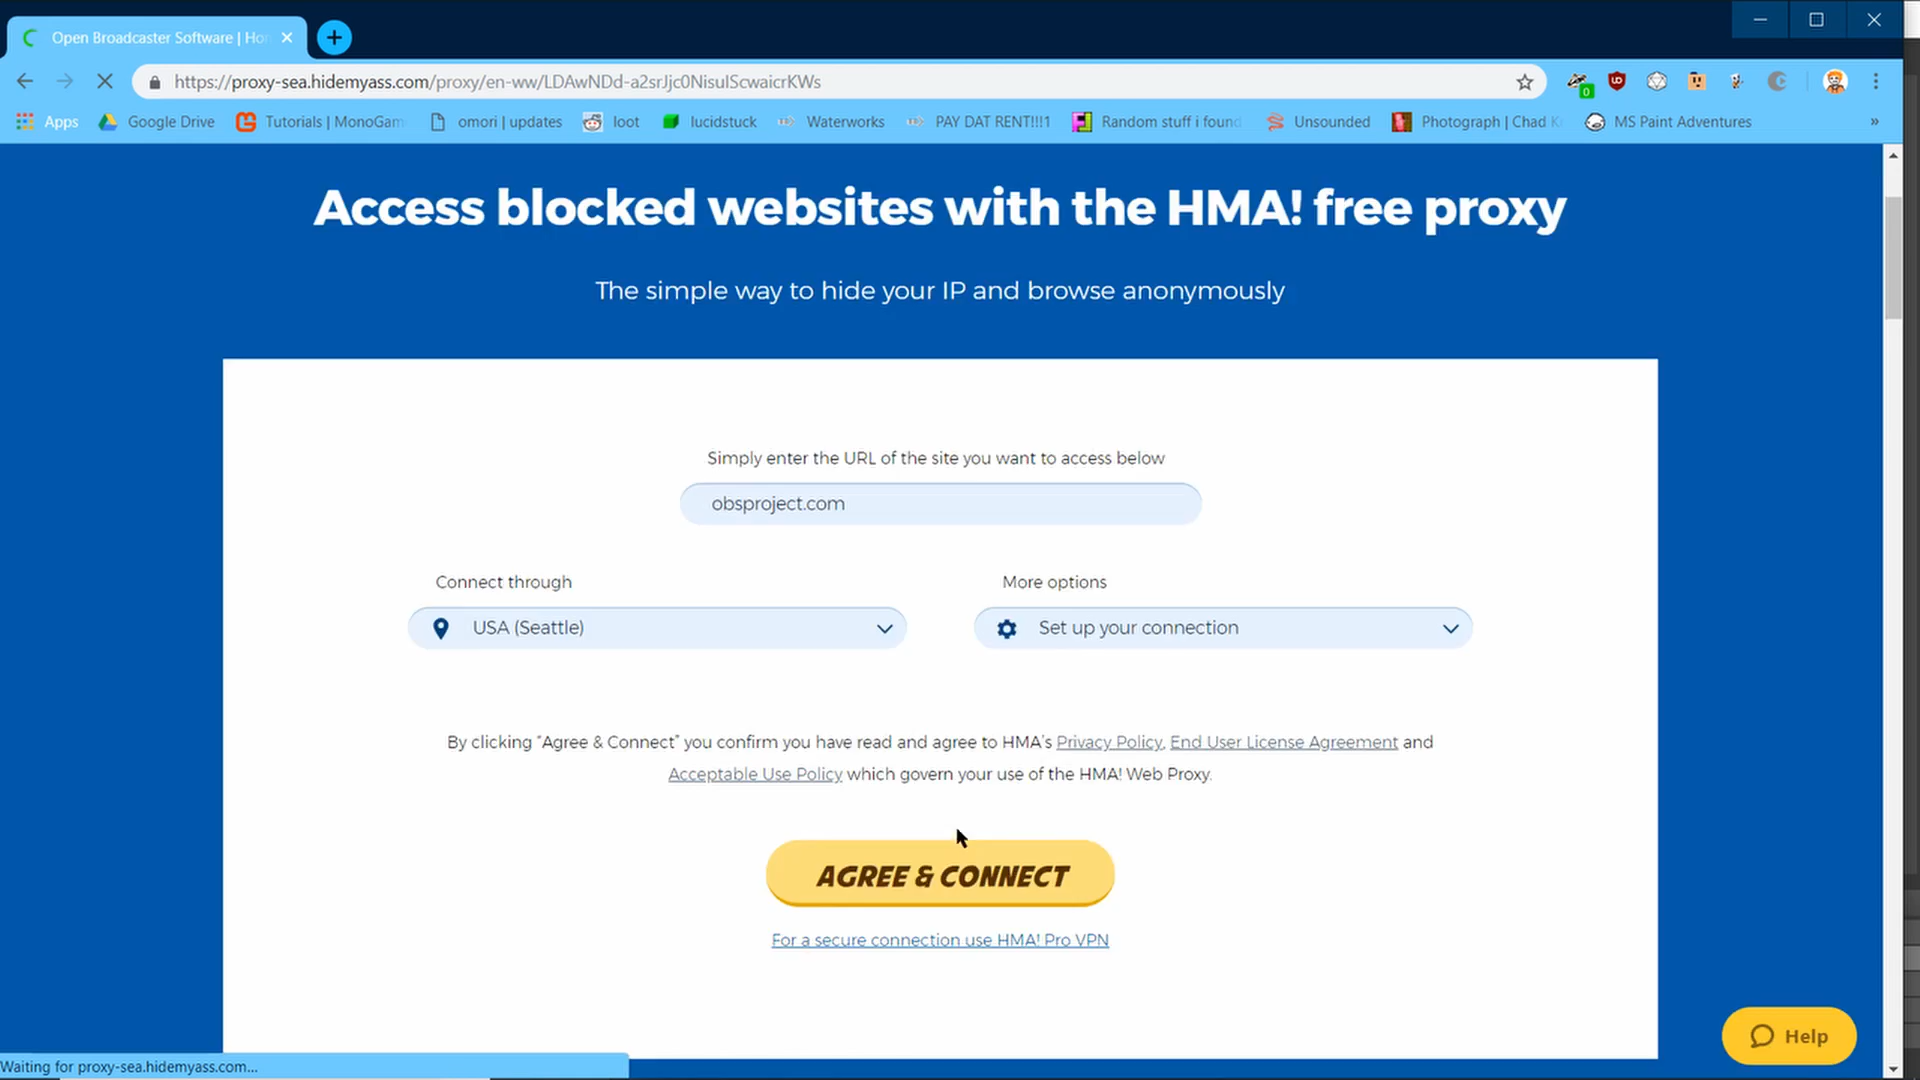 Open Broadcaster Software | Hon
https://proxy-sea.hidemyass.com/proxy/en-ww/LDAwNDd-a2srJjc0NisuIScwaicrKWs
0
Apps Google Drive Tutorials | MonoGam omori | updates loot lucidstuck Waterworks PAY DAT RENT!!!1 Random stuff i found Unsounded Photograph | Chad K MS Paint Adventures »
Access blocked websites with the HMA! free proxy
The simple way to hide your IP and browse anonymously
Simply enter the URL of the site you want to access below
obsproject.com
Connect through
More options
USA (Seattle)
Set up your connection
By clicking "Agree & Connect" you confirm you have read and agree to HMA's Privacy Policy, End User License Agreement and
Acceptable Use Policy which govern your use of the HMA! Web Proxy.
AGREE & CONNECT
For a secure connection use HMA! Pro VPN
Help
Waiting for proxy-sea.hidemyass.com...